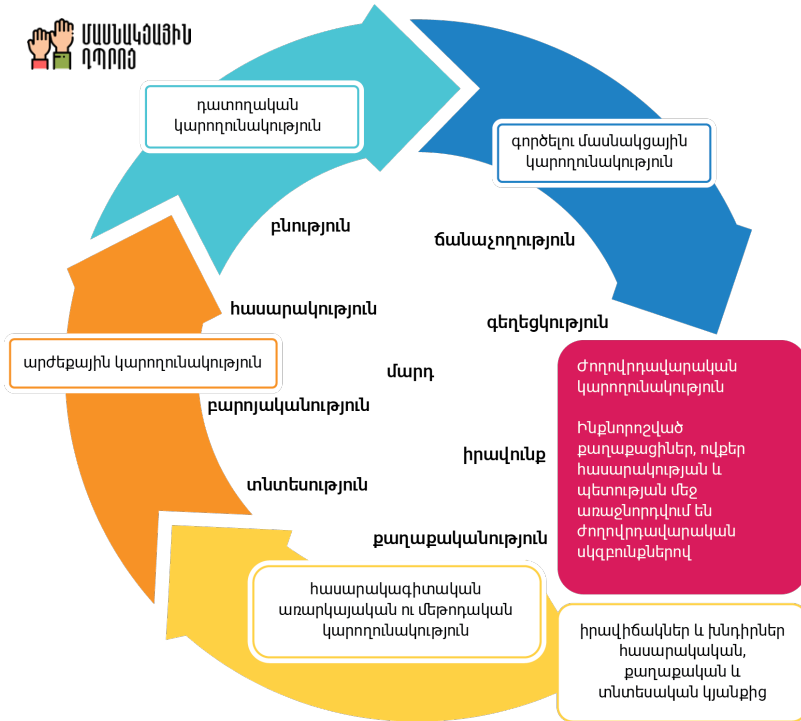 ՄԱՍՆԱԿՑԱՅԻՆ
ԴՊՐՈՑ
դատողական
կարողունակություն
գործելու մասնակցային
կարողունակություն
բնություն
ճանաչողություն
հասարակություն
գեղեցկություն
արժեքային կարողունակություն
մարդ
բարոյականություն
իրավունք
տնտեսություն
քաղաքականություն
Ժողովրդավարական
կարողունակություն
Ինքնորոշված
քաղաքացիներ, ովքեր
հասարակության և
պետության մեջ
առաջնորդվում են
ժողովրդավարական
սկզբունքներով
հասարակագիտական
առարկայական ու մեթոդական
կարողունակություն
իրավիճակներ և խնդիրներ
հասարակական,
քաղաքական և
տնտեսական կյանքից